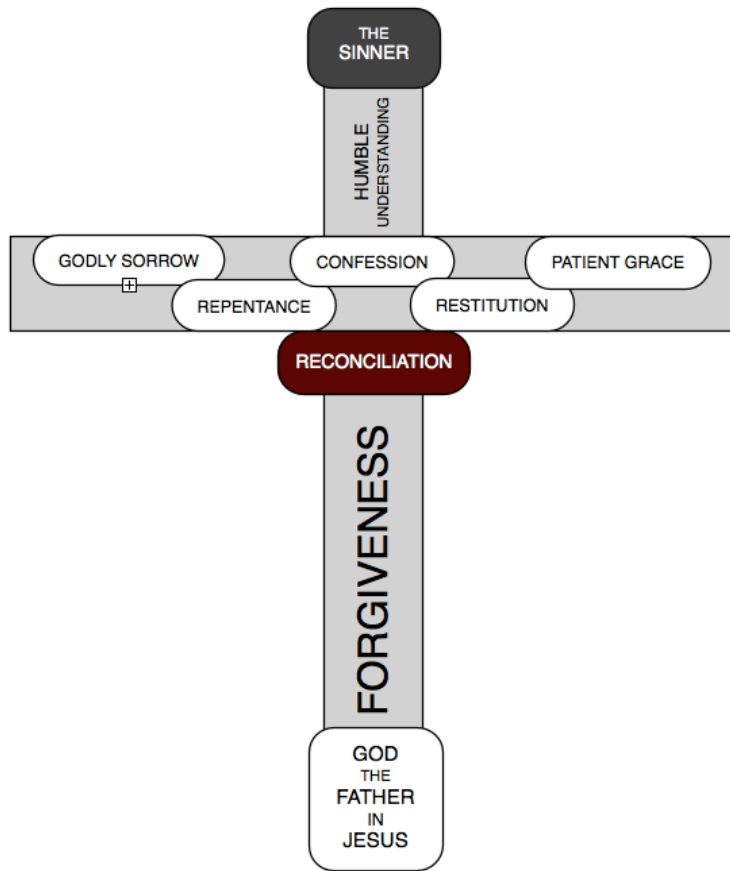 THE
SINNER
HUMBLE
UNDERSTANDING
GODLY SORROW
CONFESSION
PATIENT GRACE
REPENTANCE
RESTITUTION
RECONCILIATION
FORGIVENESS
GOD
THE
FATHER
IN
JESUS